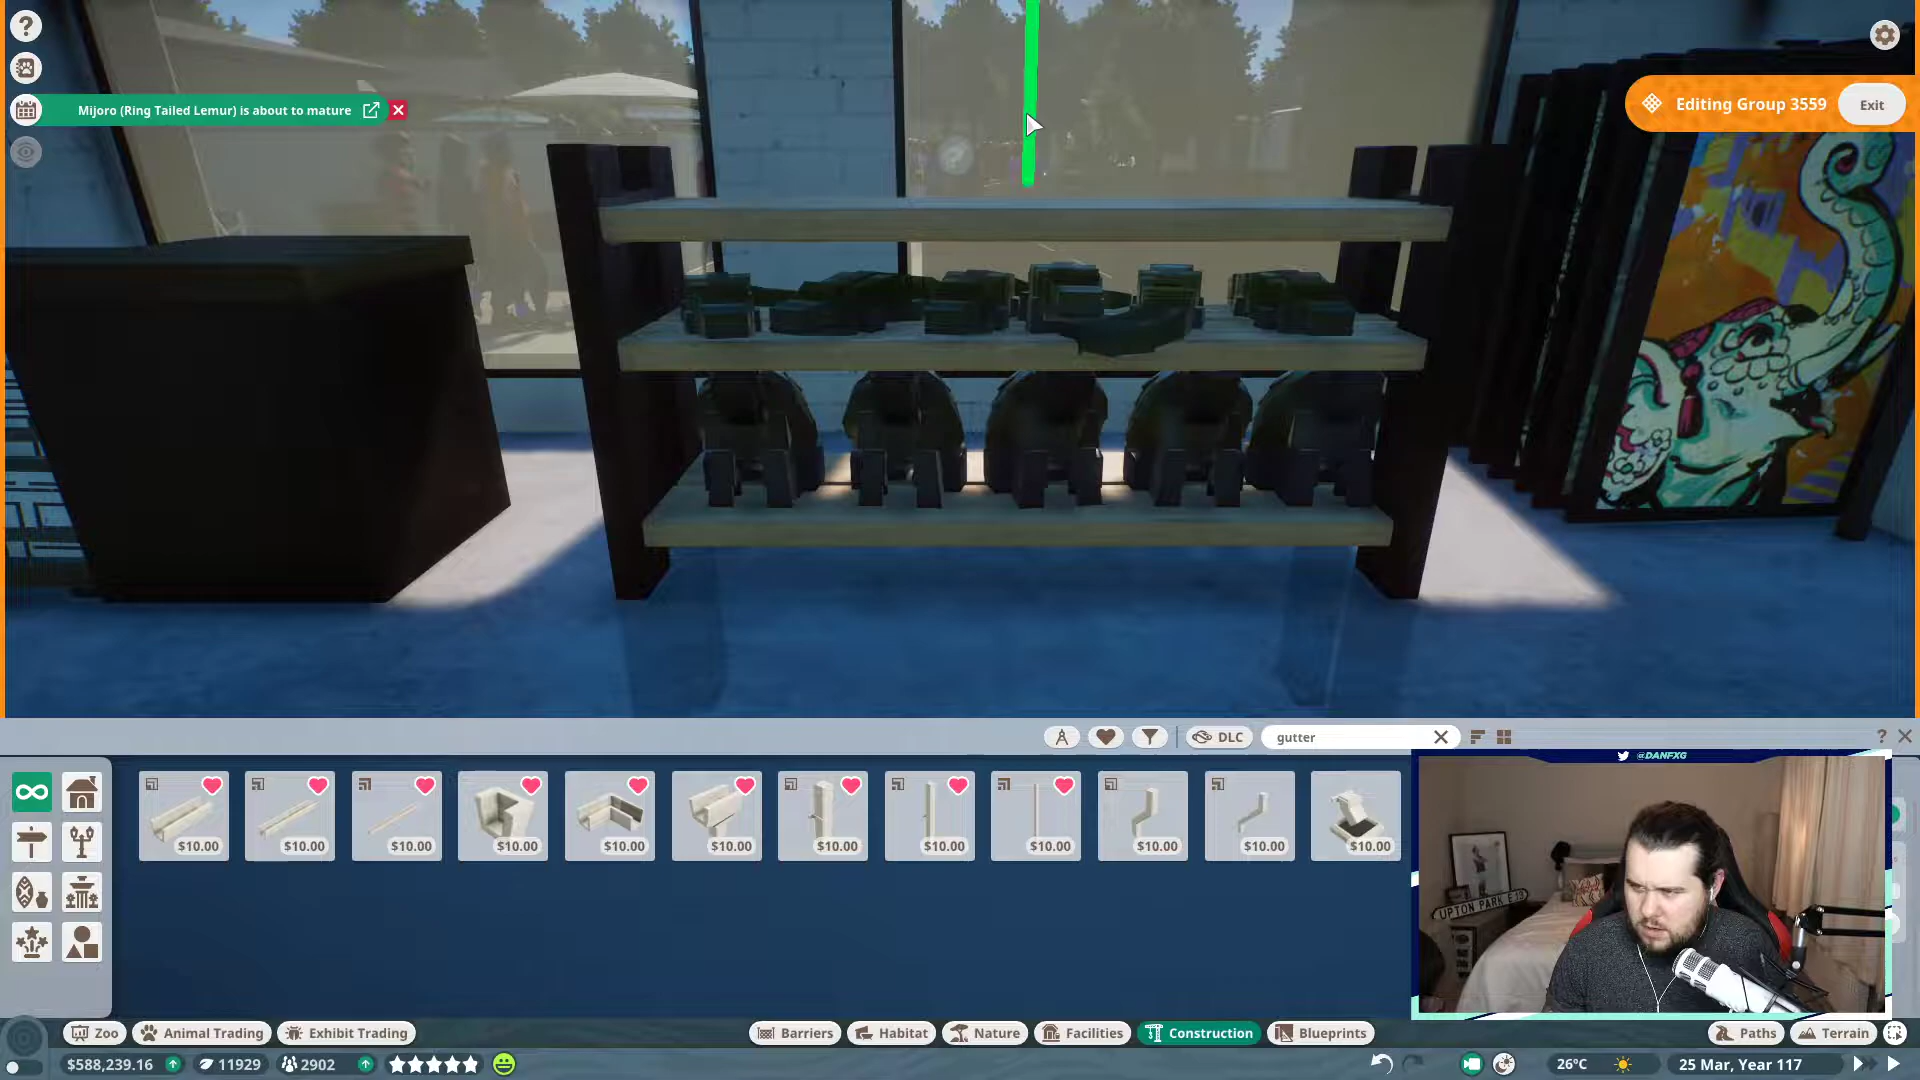 ?
Mijoro (Ring Tailed Lemur) is about to mature
Editing Group 3559
Exit
DLC
gutter
?
@DANFXG
$10.00
$10.00
$10.00
$10.00
$10.00
$10.00
$10.00
$10.00
$10.00
$10.00
$10.00
$10.00
UPTON PARK E13
Zoo
Animal Trading
Exhibit Trading
Barriers
Habitat
Nature
Facilities
Construction
Blueprints
Paths
Terrain
$588,239.16
11929
2902
26°C
25 Mar, Year 117